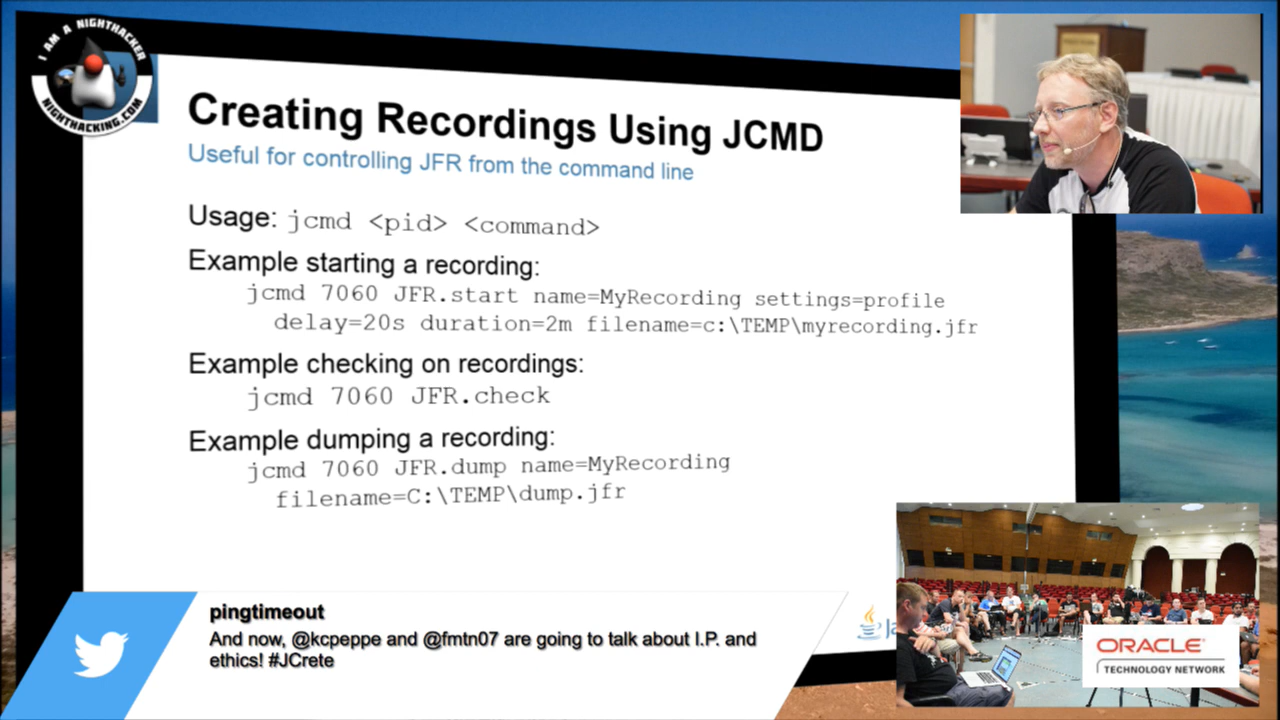 I AM A NIGHTHACKER
NIGHTHACKING.COM
Creating Recordings Using JCMD
Useful for controlling JFR from the command line
Usage: jcmd <pid> <command>
Example starting a recording:
jcmd 7060 JFR.start name=MyRecording settings=profile
delay=20s duration=2m filename=c:\TEMP\myrecording.jfr
Example checking on recordings:
jcmd 7060 JFR.check
Example dumping a recording:
jcmd 7060 JFR.dump name=MyRecording
filename=C:\TEMP\dump.jfr
pingtimeout
And now, @kcpeppe and @fmtn07 are going to talk about I.P. and
ethics! #JCrete
ORACLE
TECHNOLOGY NETWORK